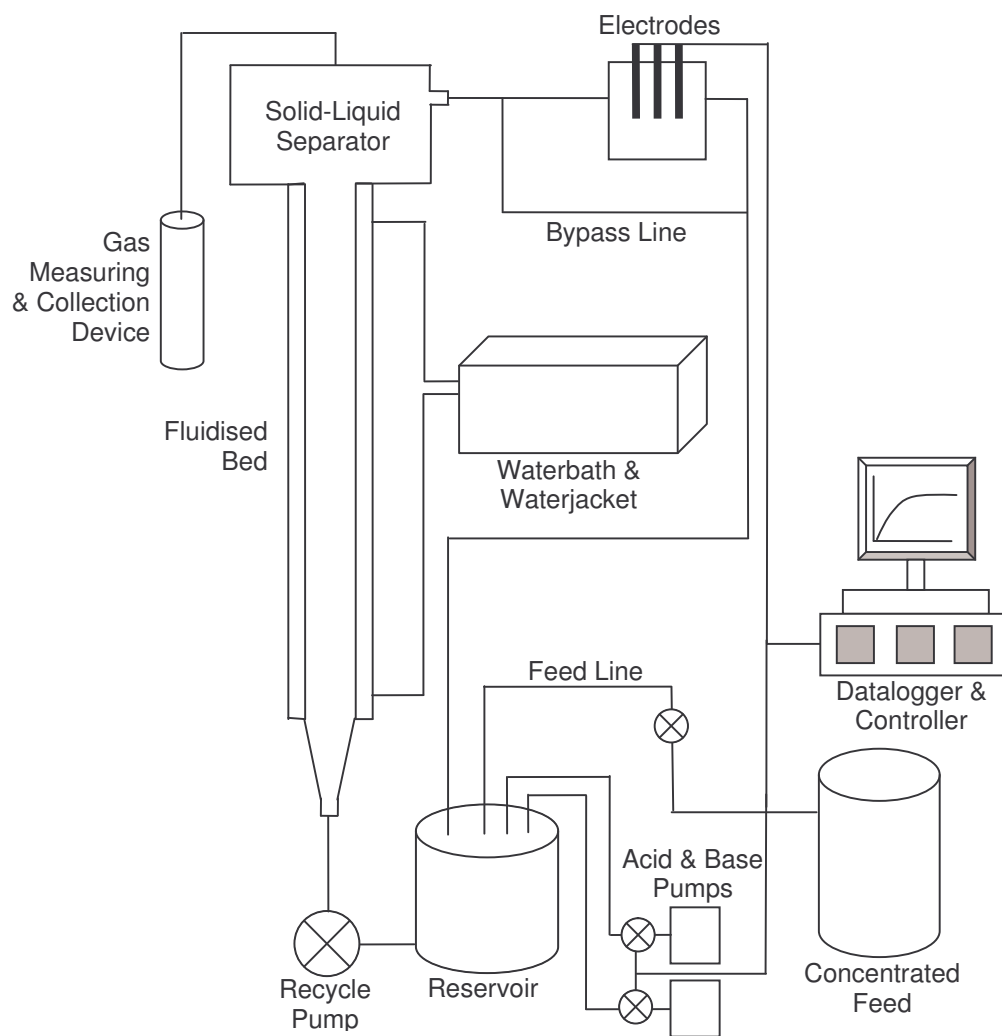 Electrodes
Solid-Liquid
Separator
Bypass Line
Gas
Measuring
& Collection
Device
Fluidised
Bed
Waterbath &
Waterjacket
Feed Line
Datalogger &
Controller
Acid & Base
Pumps
Recycle
Pump
Reservoir
Concentrated
Feed